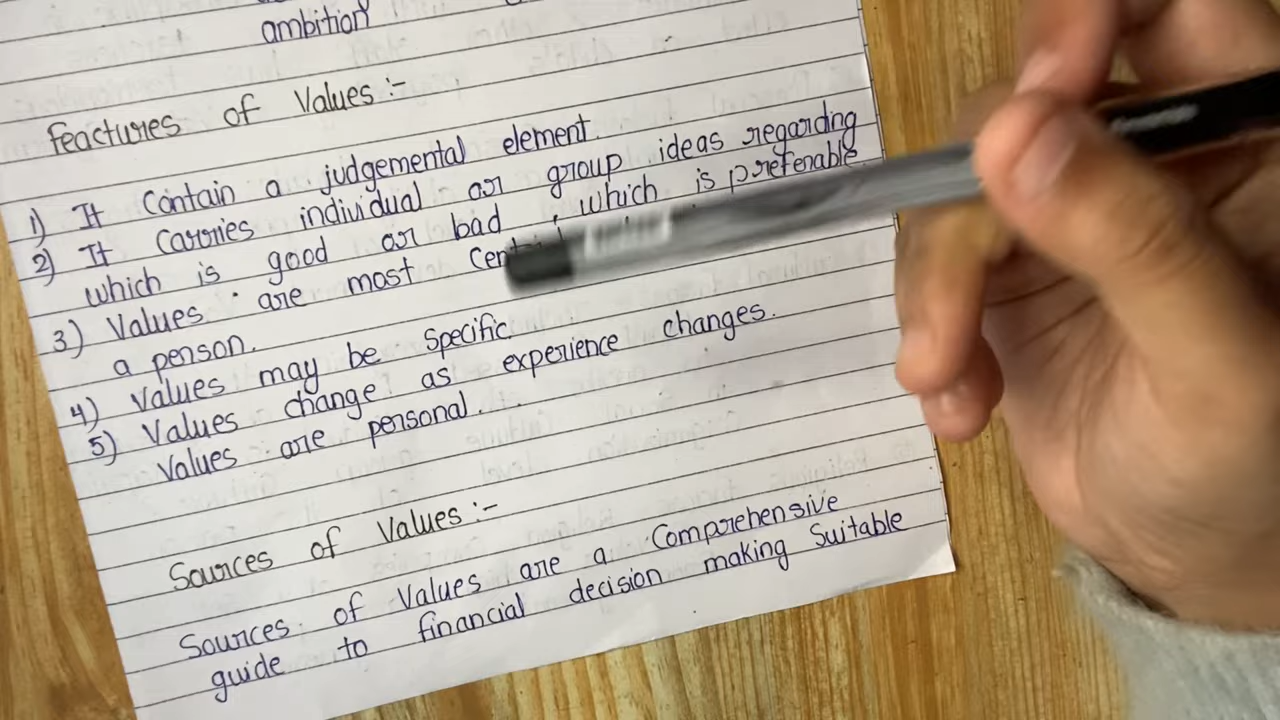 ambition
Feactures of Values :-
1) It Contain a judgemental element
2) It Carries individual or group ideas regarding
which is good or bad, which is prefenable.
3) Values are most
a person.
4) Values may be Specific.
5) Values change as experience changes.
Values are personal.
Sources of Values :-
Sources of Values are a Comprehensive
guide to financial decision making Suitable